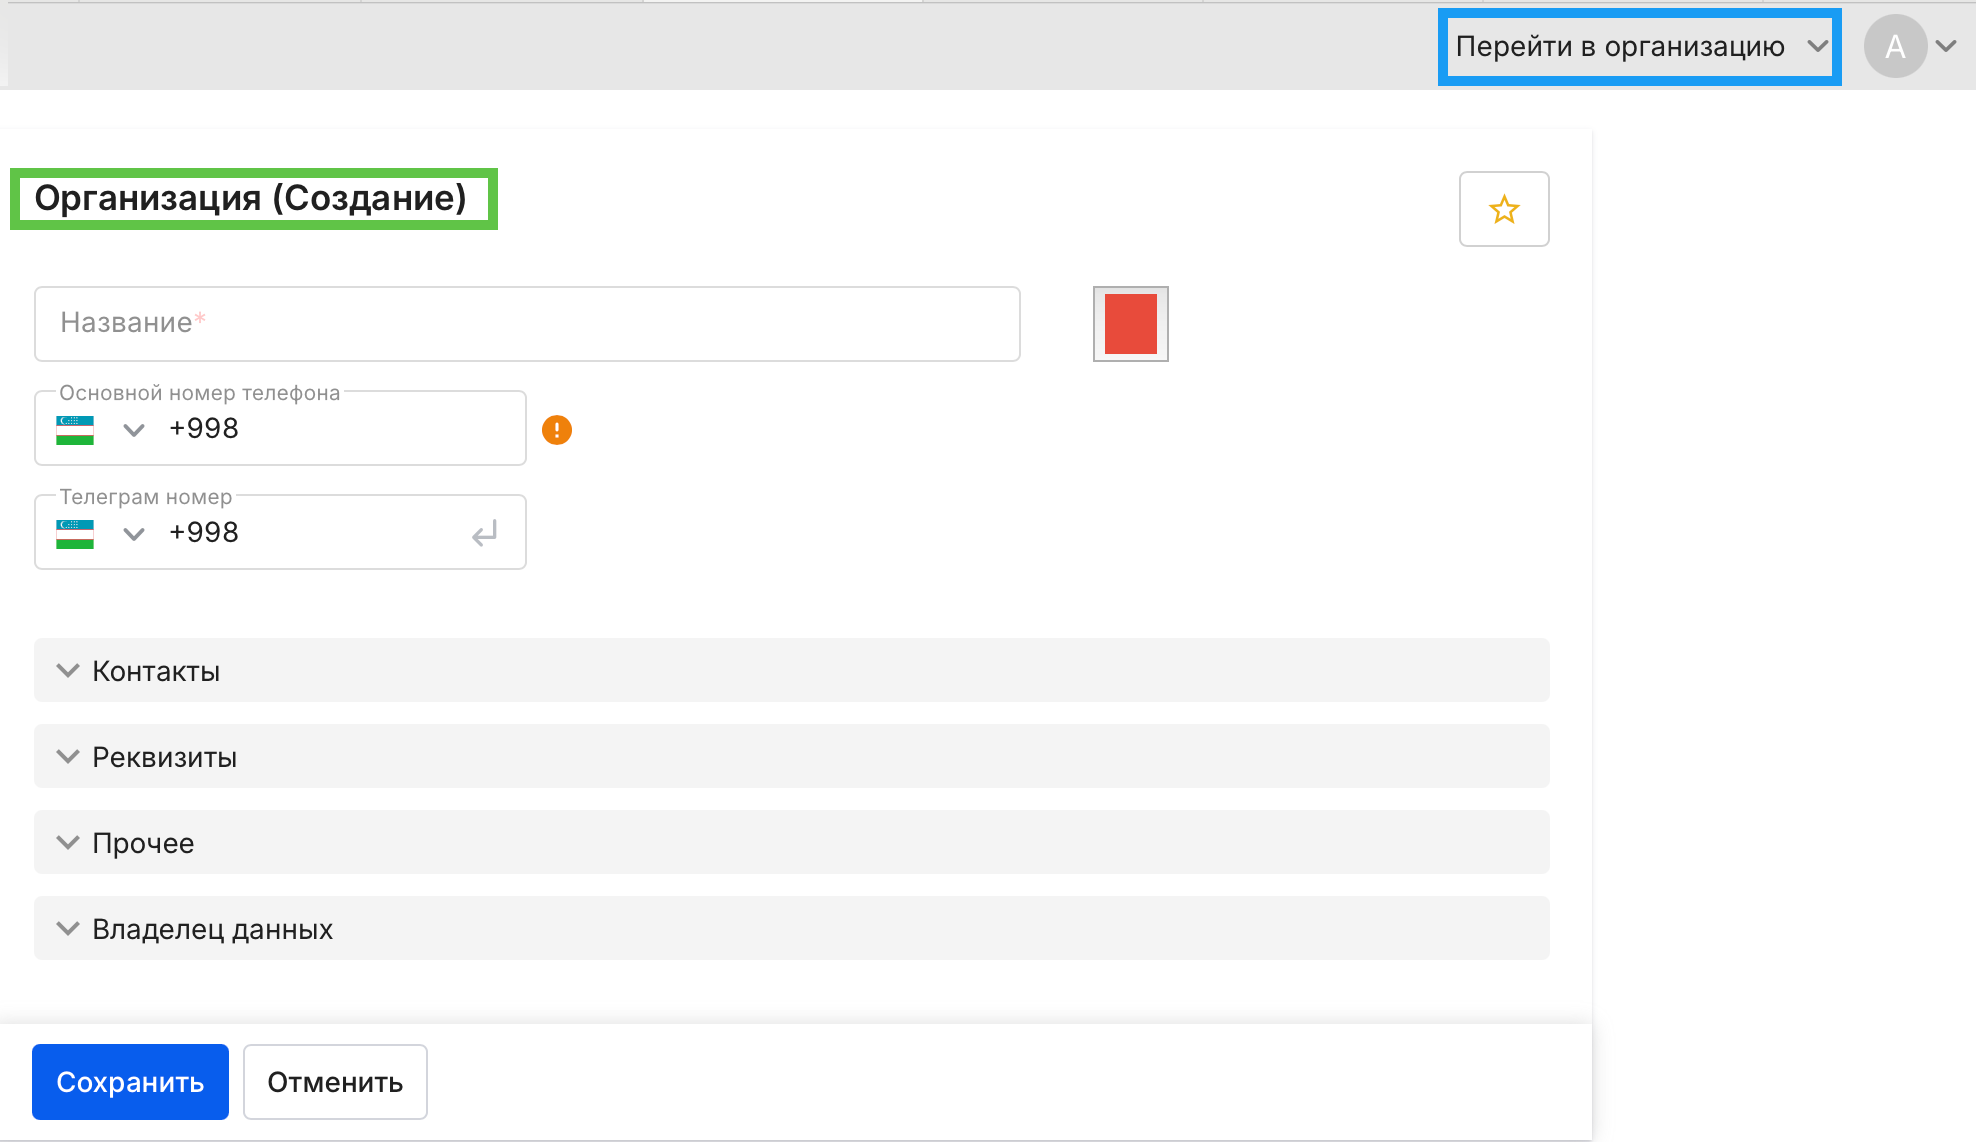 Перейти в организацию
A
Организация (Создание)
Название*
Основной номер телефона
+998
Телеграм номер
+998
Контакты
Реквизиты
Прочее
Владелец данных
Сохранить
Отменить